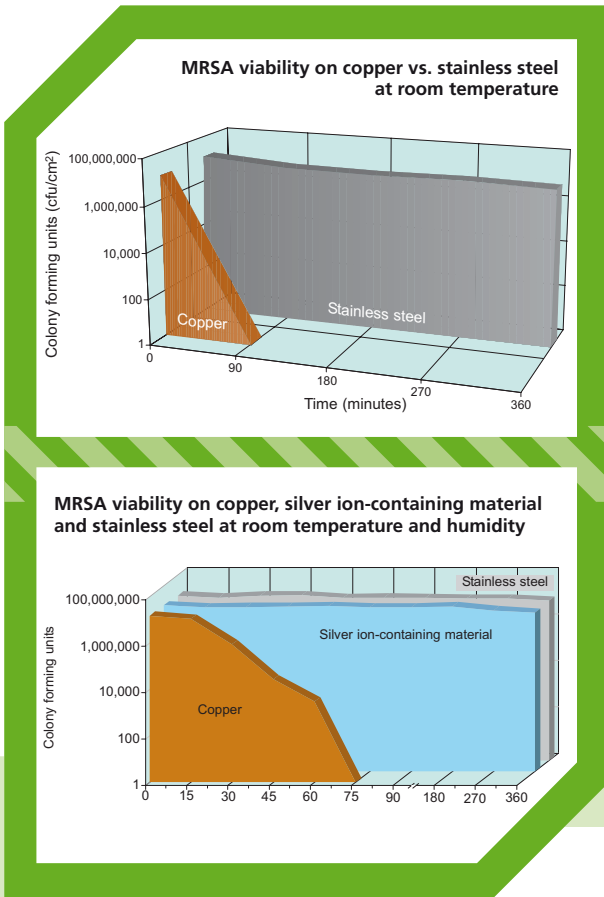 MRSA viability on copper vs. stainless steel
at room temperature
Colony forming units (cfu/cm²)
100,000,000
1,000,000
10,000
100
1
Copper
Stainless steel
0
90
180
270
360
Time (minutes)
MRSA viability on copper, silver ion-containing material
and stainless steel at room temperature and humidity
Colony forming units
100,000,000
1,000,000
10,000
100
1
Stainless steel
Silver ion-containing material
Copper
0 15 30 45 60 75 90 180 270 360